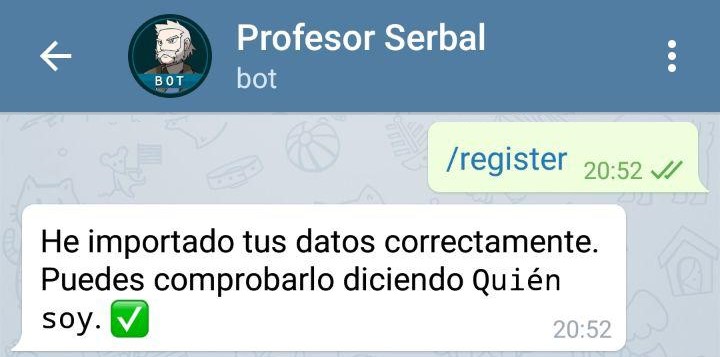 Profesor Serbal
BOT
bot
/register 20:52
He importado tus datos correctamente.
Puedes comprobarlo diciendo Quién
soy. ✅
20:52